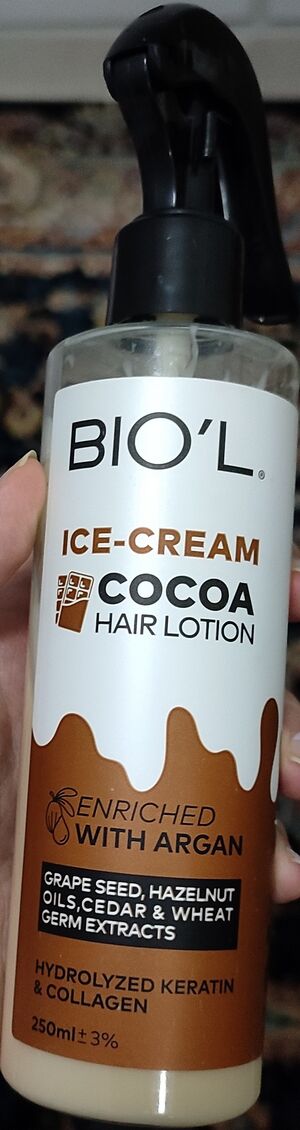 BIO'L®
ICE-CREAM
COCOA
HAIR LOTION
ENRICHED
WITH ARGAN
GRAPE SEED, HAZELNUT
OILS,CEDAR & WHEAT
GERM EXTRACTS
HYDROLYZED KERATIN
& COLLAGEN
250ml±3%